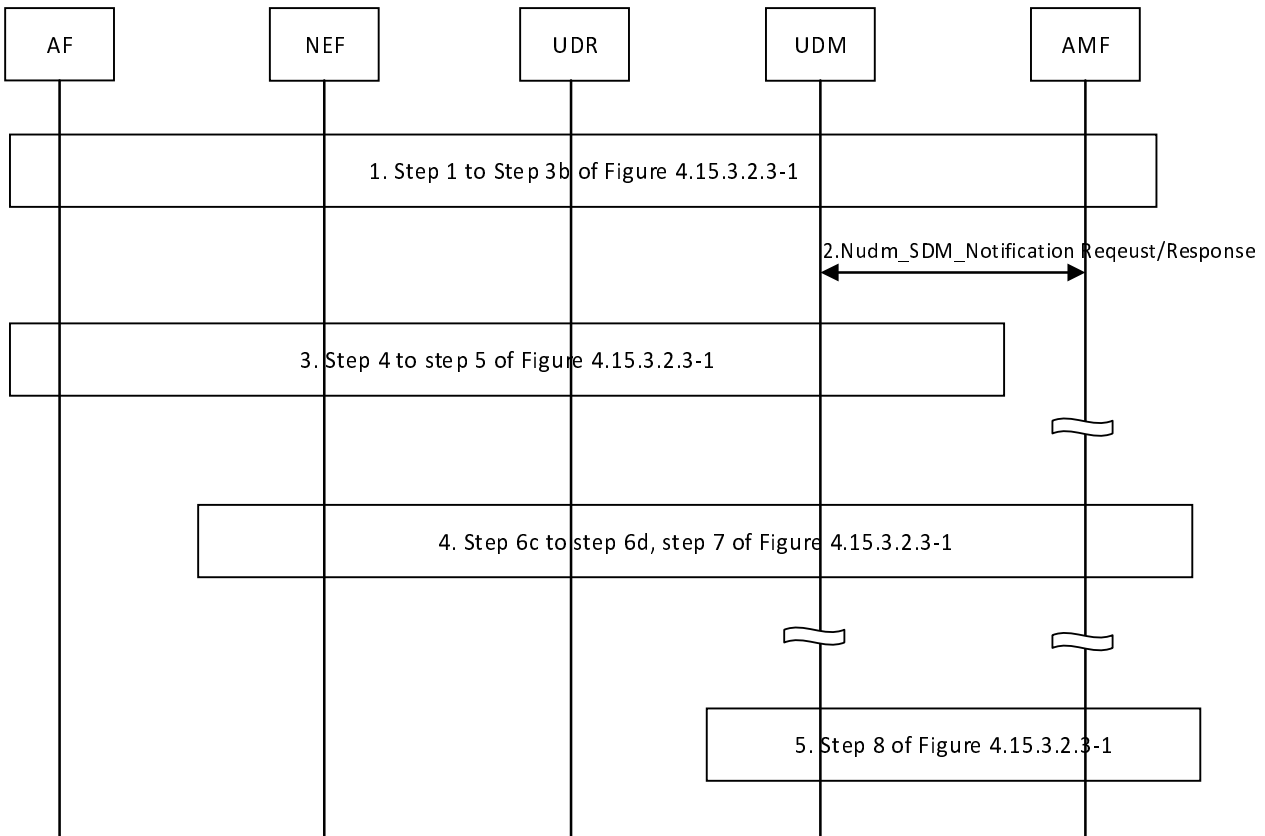 AF
NEF
UDR
UDM
AMF
1. Step 1 to Step 3b of Figure 4.15.3.2.3-1
2.Nudm_SDM_Notification Reqeust/Response
3. Step 4 to step 5 of Figure 4.15.3.2.3-1
4. Step 6c to step 6d, step 7 of Figure 4.15.3.2.3-1
5. Step 8 of Figure 4.15.3.2.3-1